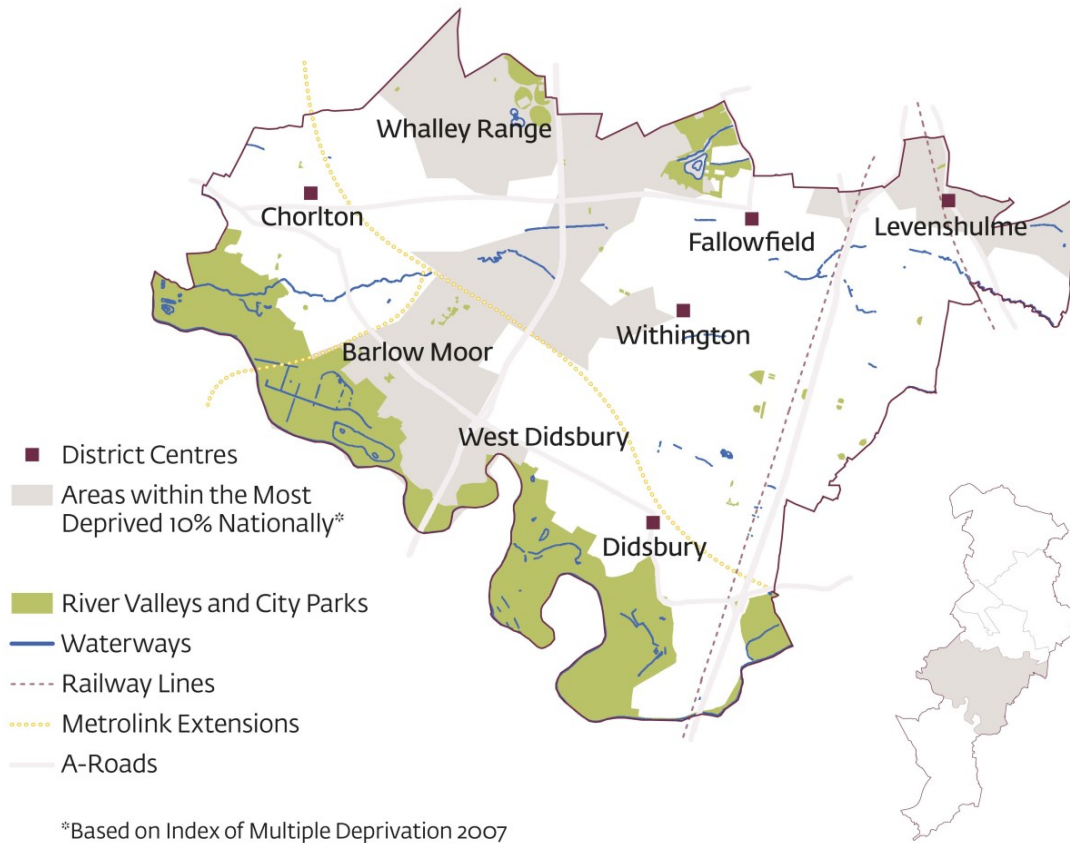 Whalley Range
Chorlton
Fallowfield
Levenshulme
Withington
Barlow Moor
West Didsbury
Didsbury
District Centres
Areas within the Most
Deprived 10% Nationally*
River Valleys and City Parks
Waterways
Railway Lines
Metrolink Extensions
A-Roads
*Based on Index of Multiple Deprivation 2007